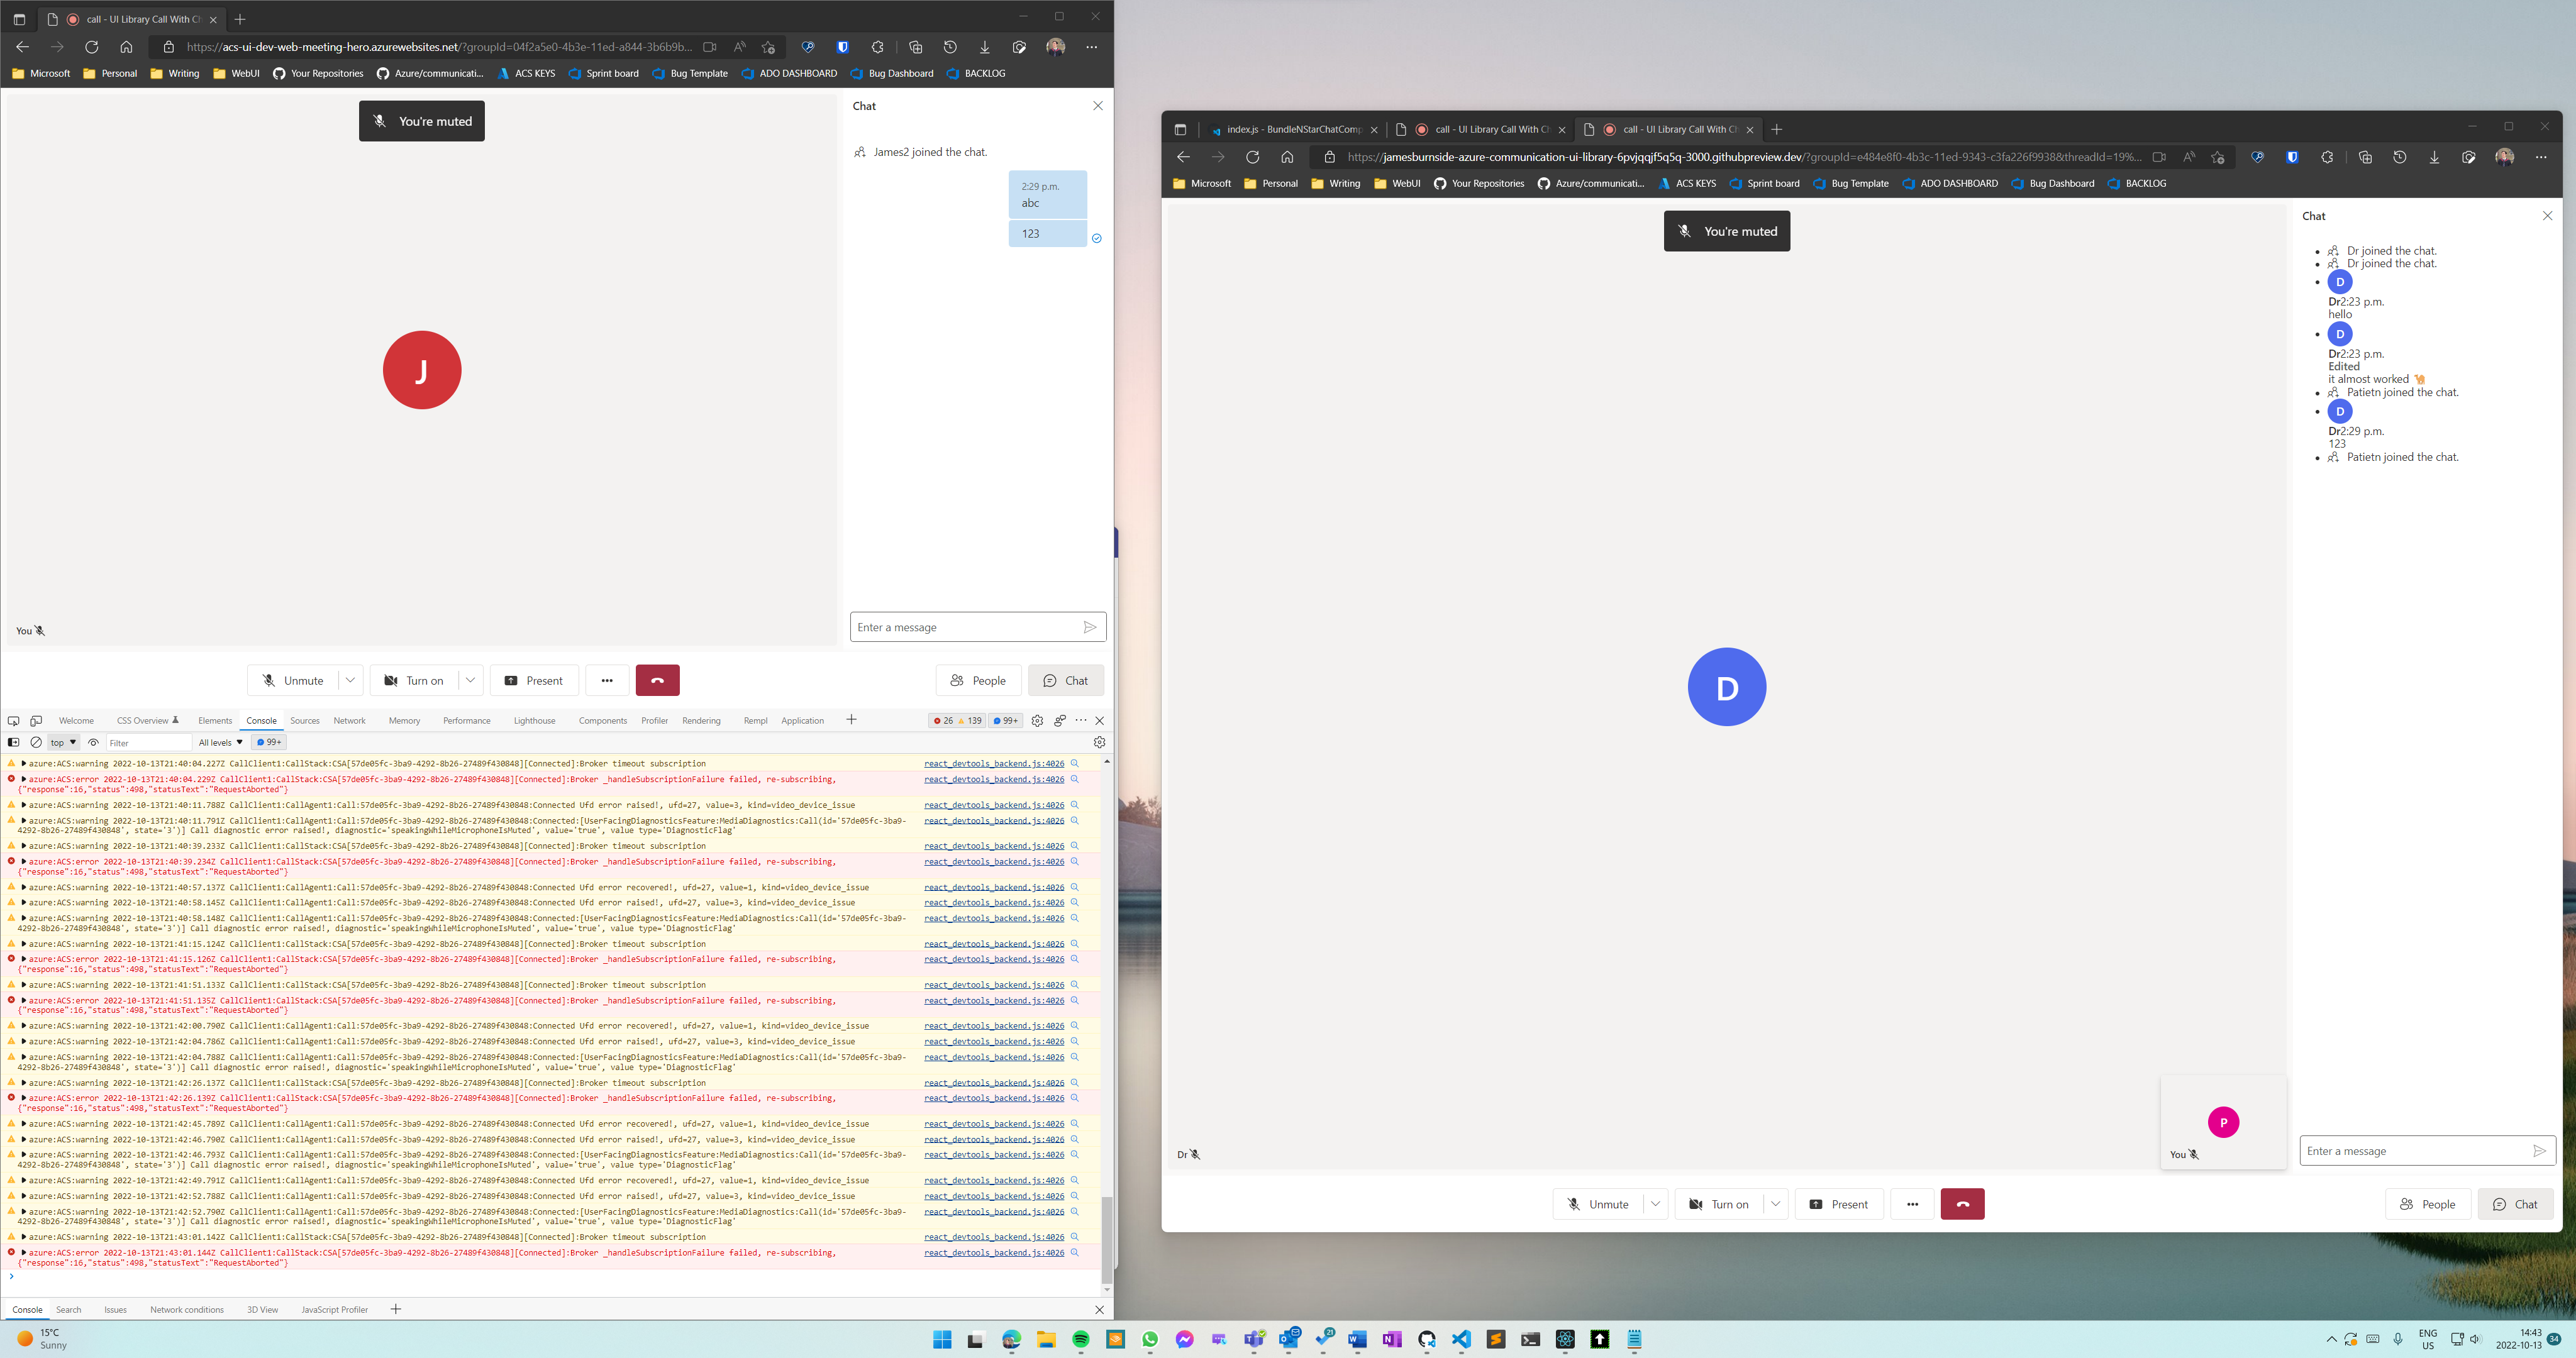 call - UI Library Call With Ch
https://acs-ui-dev-web-meeting-hero.azurewebsites.net/?groupId=04f2a5e0-4b3e-11ed-a844-3b6b9b...
Microsoft Personal Writing WebUI Your Repositories Azure/communicati... ACS KEYS Sprint board Bug Template ADO DASHBOARD Bug Dashboard BACKLOG
You're muted
Chat
James2 joined the chat.
2:29 p.m.
abc
123
J
You
Enter a message
Unmute Turn on Present People Chat
Welcome CSS Overview Elements Console Sources Network Memory Performance Lighthouse Components Profiler Rendering Rempl Application 26 139 99+
top Filter All levels 99+
azure:ACS:warning 2022-10-13T21:40:04.227Z CallClient1:CallStack:CSA[57de05fc-3ba9-4292-8b26-27489f430848][Connected]:Broker timeout subscription react_devtools_backend.js:4026
azure:ACS:error 2022-10-13T21:40:04.229Z CallClient1:CallStack:CSA[57de05fc-3ba9-4292-8b26-27489f430848][Connected]:Broker _handleSubscriptionFailure failed, re-subscribing, react_devtools_backend.js:4026
{"response":16,"status":498,"statusText":"RequestAborted"}
azure:ACS:warning 2022-10-13T21:40:11.788Z CallClient1:CallAgent1:Call:57de05fc-3ba9-4292-8b26-27489f430848:Connected Ufd error raised!, ufd=27, value=3, kind=video_device_issue react_devtools_backend.js:4026
azure:ACS:warning 2022-10-13T21:40:11.791Z CallClient1:CallAgent1:Call:57de05fc-3ba9-4292-8b26-27489f430848:Connected:[UserFacingDiagnosticsFeature:MediaDiagnostics:Call(id='57de05fc-3ba9- react_devtools_backend.js:4026
4292-8b26-27489f430848', state='3')] Call diagnostic error raised!, diagnostic='speakingWhileMicrophoneIsMuted', value='true', value type='DiagnosticFlag'
azure:ACS:warning 2022-10-13T21:40:39.233Z CallClient1:CallStack:CSA[57de05fc-3ba9-4292-8b26-27489f430848][Connected]:Broker timeout subscription react_devtools_backend.js:4026
azure:ACS:error 2022-10-13T21:40:39.234Z CallClient1:CallStack:CSA[57de05fc-3ba9-4292-8b26-27489f430848][Connected]:Broker _handleSubscriptionFailure failed, re-subscribing, react_devtools_backend.js:4026
{"response":16,"status":498,"statusText":"RequestAborted"}
azure:ACS:warning 2022-10-13T21:40:57.137Z CallClient1:CallAgent1:Call:57de05fc-3ba9-4292-8b26-27489f430848:Connected Ufd error recovered!, ufd=27, value=1, kind=video_device_issue react_devtools_backend.js:4026
azure:ACS:warning 2022-10-13T21:40:58.145Z CallClient1:CallAgent1:Call:57de05fc-3ba9-4292-8b26-27489f430848:Connected Ufd error raised!, ufd=27, value=3, kind=video_device_issue react_devtools_backend.js:4026
azure:ACS:warning 2022-10-13T21:40:58.148Z CallClient1:CallAgent1:Call:57de05fc-3ba9-4292-8b26-27489f430848:Connected:[UserFacingDiagnosticsFeature:MediaDiagnostics:Call(id='57de05fc-3ba9- react_devtools_backend.js:4026
4292-8b26-27489f430848', state='3')] Call diagnostic error raised!, diagnostic='speakingWhileMicrophoneIsMuted', value='true', value type='DiagnosticFlag'
azure:ACS:warning 2022-10-13T21:41:15.124Z CallClient1:CallStack:CSA[57de05fc-3ba9-4292-8b26-27489f430848][Connected]:Broker timeout subscription react_devtools_backend.js:4026
azure:ACS:error 2022-10-13T21:41:15.126Z CallClient1:CallStack:CSA[57de05fc-3ba9-4292-8b26-27489f430848][Connected]:Broker _handleSubscriptionFailure failed, re-subscribing, react_devtools_backend.js:4026
{"response":16,"status":498,"statusText":"RequestAborted"}
azure:ACS:warning 2022-10-13T21:41:51.133Z CallClient1:CallStack:CSA[57de05fc-3ba9-4292-8b26-27489f430848][Connected]:Broker timeout subscription react_devtools_backend.js:4026
azure:ACS:error 2022-10-13T21:41:51.135Z CallClient1:CallStack:CSA[57de05fc-3ba9-4292-8b26-27489f430848][Connected]:Broker _handleSubscriptionFailure failed, re-subscribing, react_devtools_backend.js:4026
{"response":16,"status":498,"statusText":"RequestAborted"}
azure:ACS:warning 2022-10-13T21:42:00.790Z CallClient1:CallAgent1:Call:57de05fc-3ba9-4292-8b26-27489f430848:Connected Ufd error recovered!, ufd=27, value=1, kind=video_device_issue react_devtools_backend.js:4026
azure:ACS:warning 2022-10-13T21:42:04.786Z CallClient1:CallAgent1:Call:57de05fc-3ba9-4292-8b26-27489f430848:Connected Ufd error raised!, ufd=27, value=3, kind=video_device_issue react_devtools_backend.js:4026
azure:ACS:warning 2022-10-13T21:42:04.788Z CallClient1:CallAgent1:Call:57de05fc-3ba9-4292-8b26-27489f430848:Connected:[UserFacingDiagnosticsFeature:MediaDiagnostics:Call(id='57de05fc-3ba9- react_devtools_backend.js:4026
4292-8b26-27489f430848', state='3')] Call diagnostic error raised!, diagnostic='speakingWhileMicrophoneIsMuted', value='true', value type='DiagnosticFlag'
azure:ACS:warning 2022-10-13T21:42:26.137Z CallClient1:CallStack:CSA[57de05fc-3ba9-4292-8b26-27489f430848][Connected]:Broker timeout subscription react_devtools_backend.js:4026
azure:ACS:error 2022-10-13T21:42:26.139Z CallClient1:CallStack:CSA[57de05fc-3ba9-4292-8b26-27489f430848][Connected]:Broker _handleSubscriptionFailure failed, re-subscribing, react_devtools_backend.js:4026
{"response":16,"status":498,"statusText":"RequestAborted"}
azure:ACS:warning 2022-10-13T21:42:45.789Z CallClient1:CallAgent1:Call:57de05fc-3ba9-4292-8b26-27489f430848:Connected Ufd error recovered!, ufd=27, value=1, kind=video_device_issue react_devtools_backend.js:4026
azure:ACS:warning 2022-10-13T21:42:46.790Z CallClient1:CallAgent1:Call:57de05fc-3ba9-4292-8b26-27489f430848:Connected Ufd error raised!, ufd=27, value=3, kind=video_device_issue react_devtools_backend.js:4026
azure:ACS:warning 2022-10-13T21:42:46.793Z CallClient1:CallAgent1:Call:57de05fc-3ba9-4292-8b26-27489f430848:Connected:[UserFacingDiagnosticsFeature:MediaDiagnostics:Call(id='57de05fc-3ba9- react_devtools_backend.js:4026
4292-8b26-27489f430848', state='3')] Call diagnostic error raised!, diagnostic='speakingWhileMicrophoneIsMuted', value='true', value type='DiagnosticFlag'
azure:ACS:warning 2022-10-13T21:42:49.791Z CallClient1:CallAgent1:Call:57de05fc-3ba9-4292-8b26-27489f430848:Connected Ufd error recovered!, ufd=27, value=1, kind=video_device_issue react_devtools_backend.js:4026
azure:ACS:warning 2022-10-13T21:42:52.788Z CallClient1:CallAgent1:Call:57de05fc-3ba9-4292-8b26-27489f430848:Connected Ufd error raised!, ufd=27, value=3, kind=video_device_issue react_devtools_backend.js:4026
azure:ACS:warning 2022-10-13T21:42:52.790Z CallClient1:CallAgent1:Call:57de05fc-3ba9-4292-8b26-27489f430848:Connected:[UserFacingDiagnosticsFeature:MediaDiagnostics:Call(id='57de05fc-3ba9- react_devtools_backend.js:4026
4292-8b26-27489f430848', state='3')] Call diagnostic error raised!, diagnostic='speakingWhileMicrophoneIsMuted', value='true', value type='DiagnosticFlag'
azure:ACS:warning 2022-10-13T21:43:01.142Z CallClient1:CallStack:CSA[57de05fc-3ba9-4292-8b26-27489f430848][Connected]:Broker timeout subscription react_devtools_backend.js:4026
azure:ACS:error 2022-10-13T21:43:01.144Z CallClient1:CallStack:CSA[57de05fc-3ba9-4292-8b26-27489f430848][Connected]:Broker _handleSubscriptionFailure failed, re-subscribing, react_devtools_backend.js:4026
{"response":16,"status":498,"statusText":"RequestAborted"}
Console Search Issues Network conditions 3D View JavaScript Profiler
index.js - BundleNStarChatComp call - UI Library Call With Ch call - UI Library Call With Ch
https://jamesburnside-azure-communication-ui-library-6pvjqqjf5q5q-3000.githubpreview.dev/?groupId=e484e8f0-4b3c-11ed-9343-c3fa226f9938&threadId=19%...
Microsoft Personal Writing WebUI Your Repositories Azure/communicati... ACS KEYS Sprint board Bug Template ADO DASHBOARD Bug Dashboard BACKLOG
You're muted
Chat
Dr joined the chat.
Dr joined the chat.
D
Dr2:23 p.m.
hello
D
Dr2:23 p.m.
Edited
it almost worked
Patietn joined the chat.
D
Dr2:29 p.m.
123
Patietn joined the chat.
D
P
Dr
You
Enter a message
Unmute Turn on Present People Chat
15°C
Sunny
21
ENG
US
14:43
2022-10-13
34